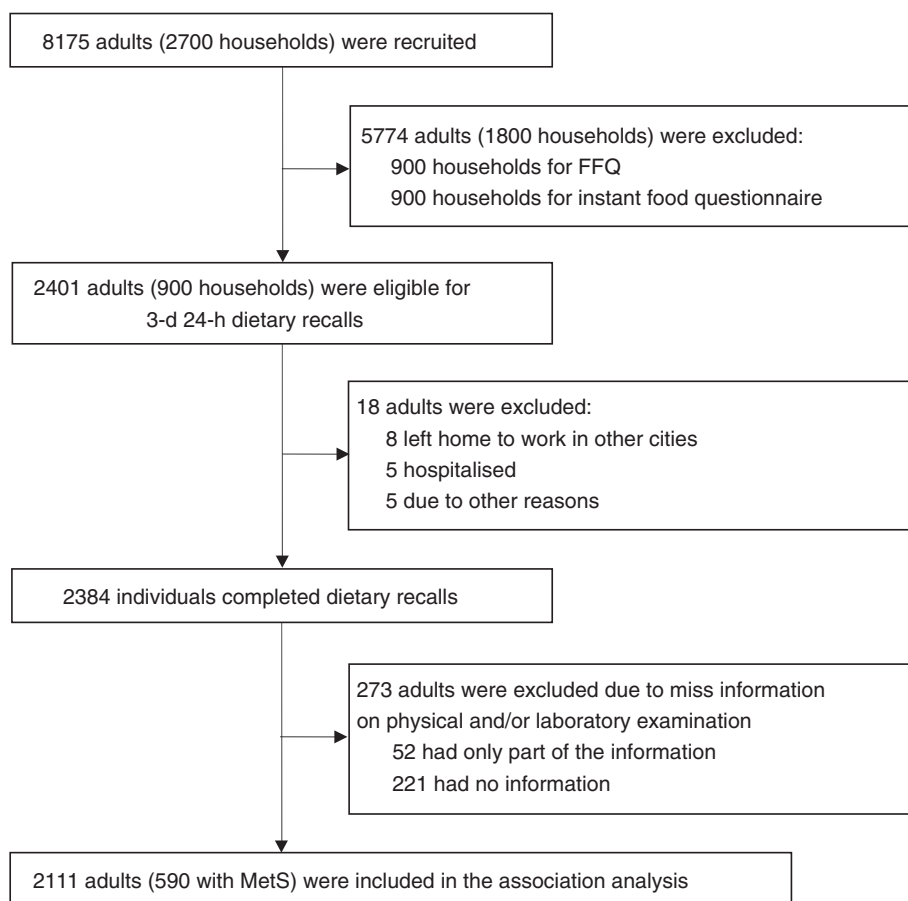 8175 adults (2700 households) were recruited
5774 adults (1800 households) were excluded:
900 households for FFQ
900 households for instant food questionnaire
2401 adults (900 households) were eligible for
3-d 24-h dietary recalls
18 adults were excluded:
8 left home to work in other cities
5 hospitalised
5 due to other reasons
2384 individuals completed dietary recalls
273 adults were excluded due to miss information
on physical and/or laboratory examination
52 had only part of the information
221 had no information
2111 adults (590 with MetS) were included in the association analysis